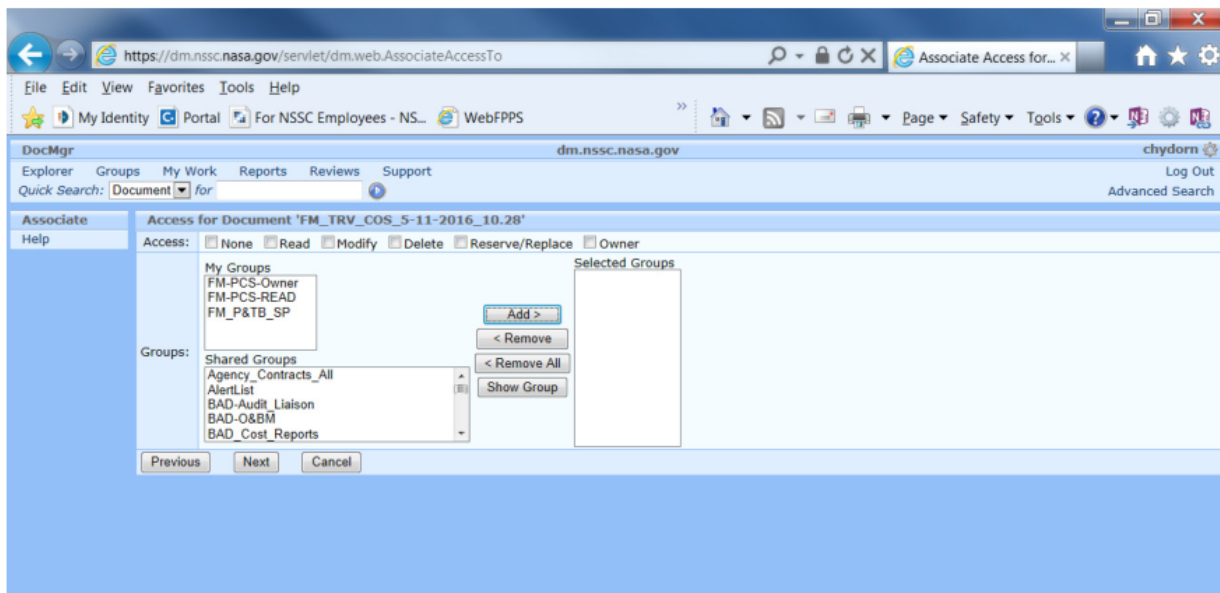 https://dm.nssc.nasa.gov/servlet/dm.web.AssociateAccessTo
Associate Access for...
File Edit View Favorites Tools Help
My Identity Portal For NSSC Employees - NS... WebFPPS
Page Safety Tools
DocMgr dm.nssc.nasa.gov chydorn
Explorer Groups My Work Reports Reviews Support Log Out
Quick Search: Document for Advanced Search
Associate Access for Document 'FM_TRV_COS_5-11-2016_10.28'
Help Access: None Read Modify Delete Reserve/Replace Owner
My Groups Selected Groups
FM-PCS-Owner
FM-PCS-READ
FM_P&TB_SP Add >
< Remove
Groups: Shared Groups < Remove All
Agency_Contracts_All
AlertList Show Group
BAD-Audit_Liaison
BAD-O&BM
BAD_Cost_Reports
Previous Next Cancel